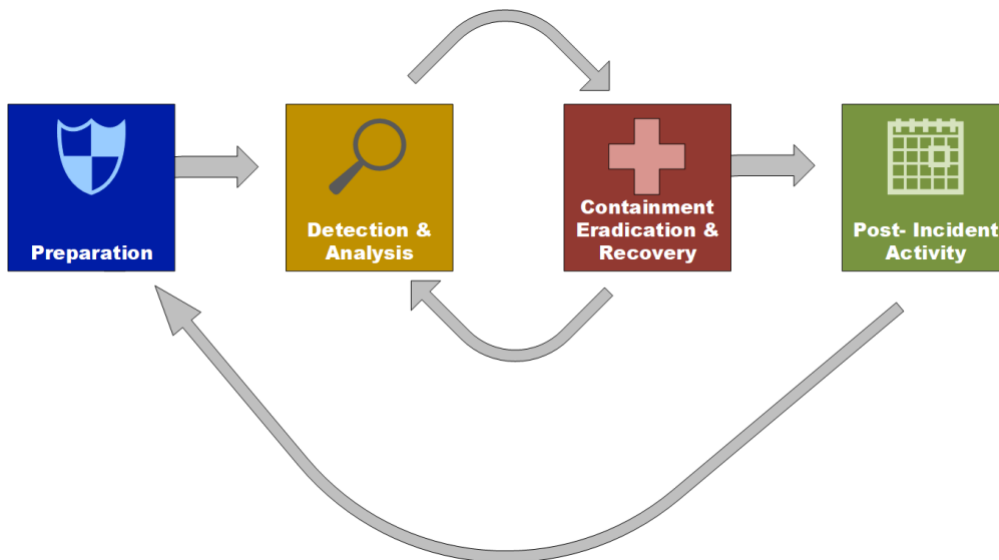 Preparation
Detection &
Analysis
Containment
Eradication &
Recovery
Post- Incident
Activity